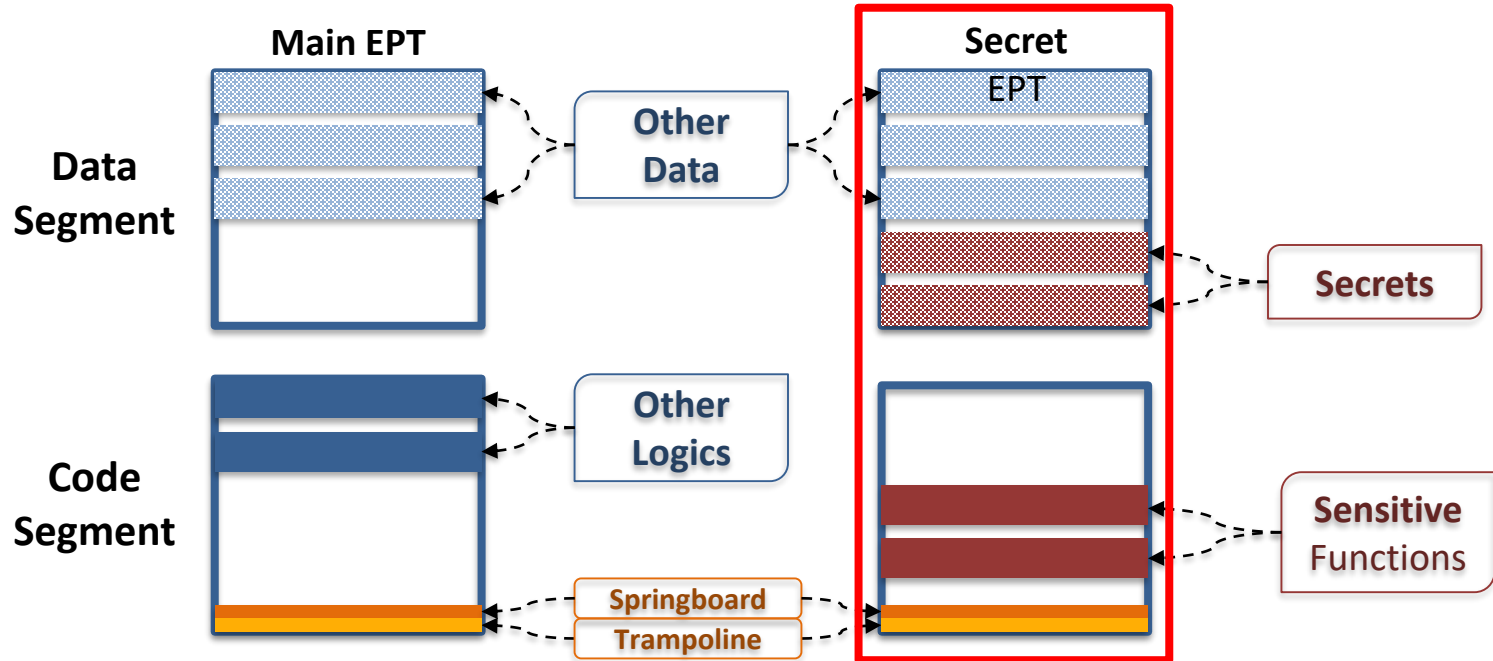 Main EPT
Secret
EPT
Other
Data
Data
Segment
Secrets
Other
Logics
Code
Segment
Sensitive
Functions
Springboard
Trampoline